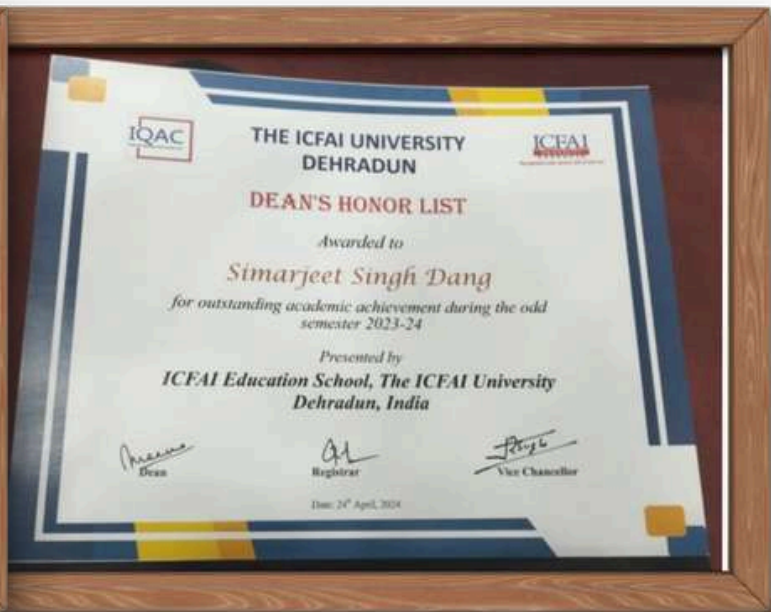 IQAC
THE ICFAI UNIVERSITY
DEHRADUN
ICFAI
DEAN'S HONOR LIST
Awarded to
Simarjeet Singh Dang
for outstanding academic achievement during the odd
semester 2023-24
Presented by
ICFAI Education School, The ICFAI University
Dehradun, India
Dean
Registrar
Vice Chancellor
Date: 24th April, 2024